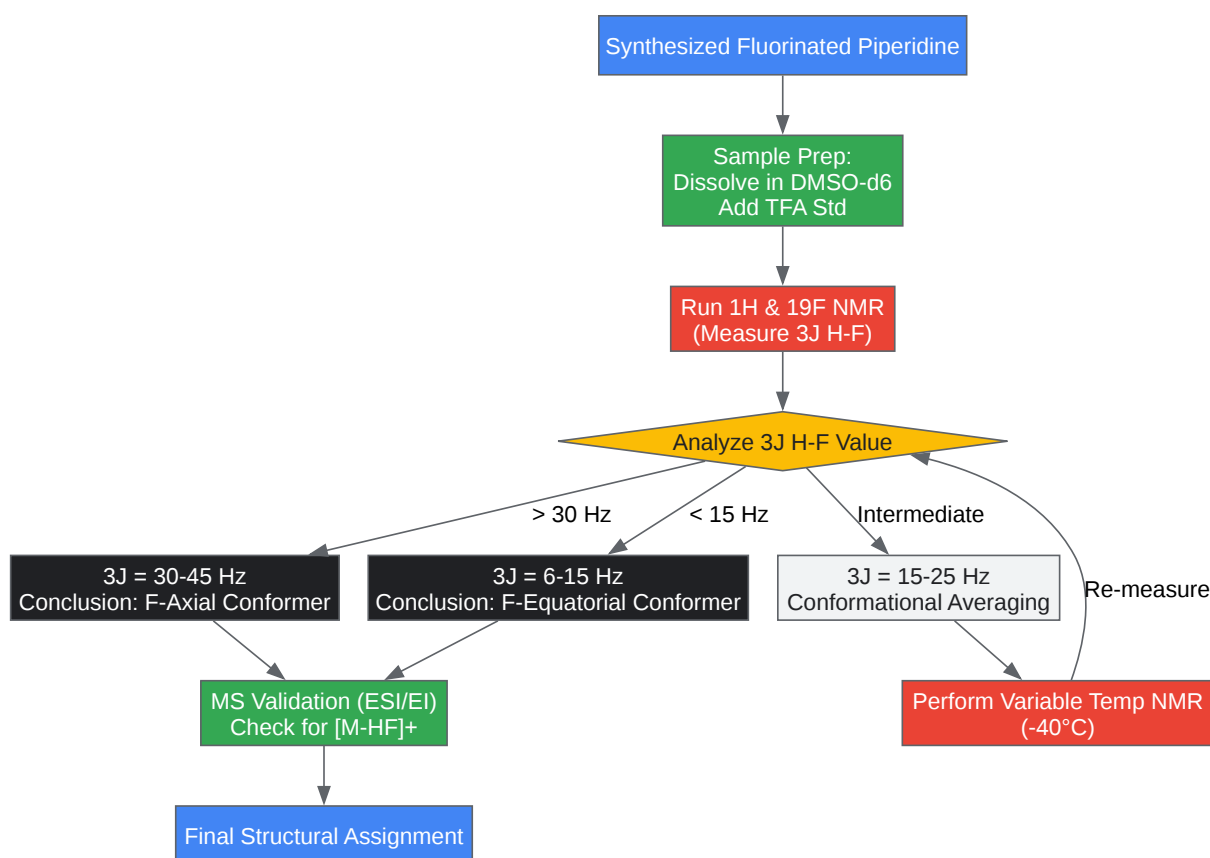 Synthesized Fluorinated Piperidine
Sample Prep:
Dissolve in DMSO-d6
Add TFA Std
Run 1H & 19F NMR
(Measure 3J H-F)
Analyze 3J H-F Value
> 30 Hz
< 15 Hz
Intermediate
Re-measure
3J = 30-45 Hz
Conclusion: F-Axial Conformer
3J = 6-15 Hz
Conclusion: F-Equatorial Conformer
3J = 15-25 Hz
Conformational Averaging
MS Validation (ESI/EI)
Check for [M-HF]+
Perform Variable Temp NMR
(-40°C)
Final Structural Assignment